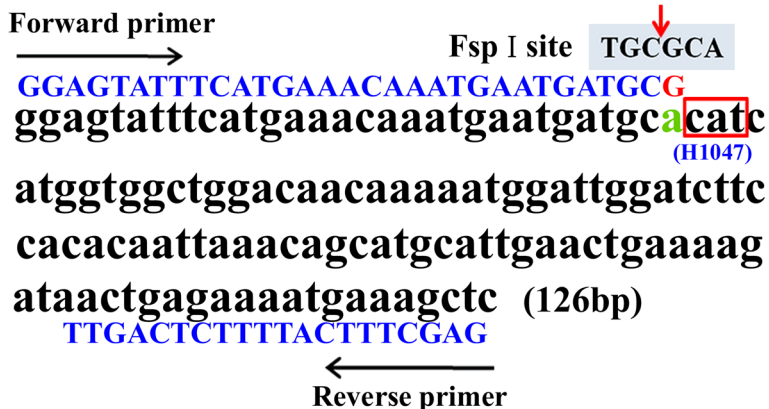 Forward primer
Fsp I site TGCGCA
GGAGTATTTCATGAAACAAATGAATGATGCG
ggagtatttcatgaaacaaatgaatgatgcacatc
(H1047)
atggtggctggacaacaaaaatggattggatcttc
cacacaattaaacagcatgcattgaactgaaaag
ataactgagaaaatgaaagctc (126bp)
TTGACTCTTTTACTTTCGAG
Reverse primer